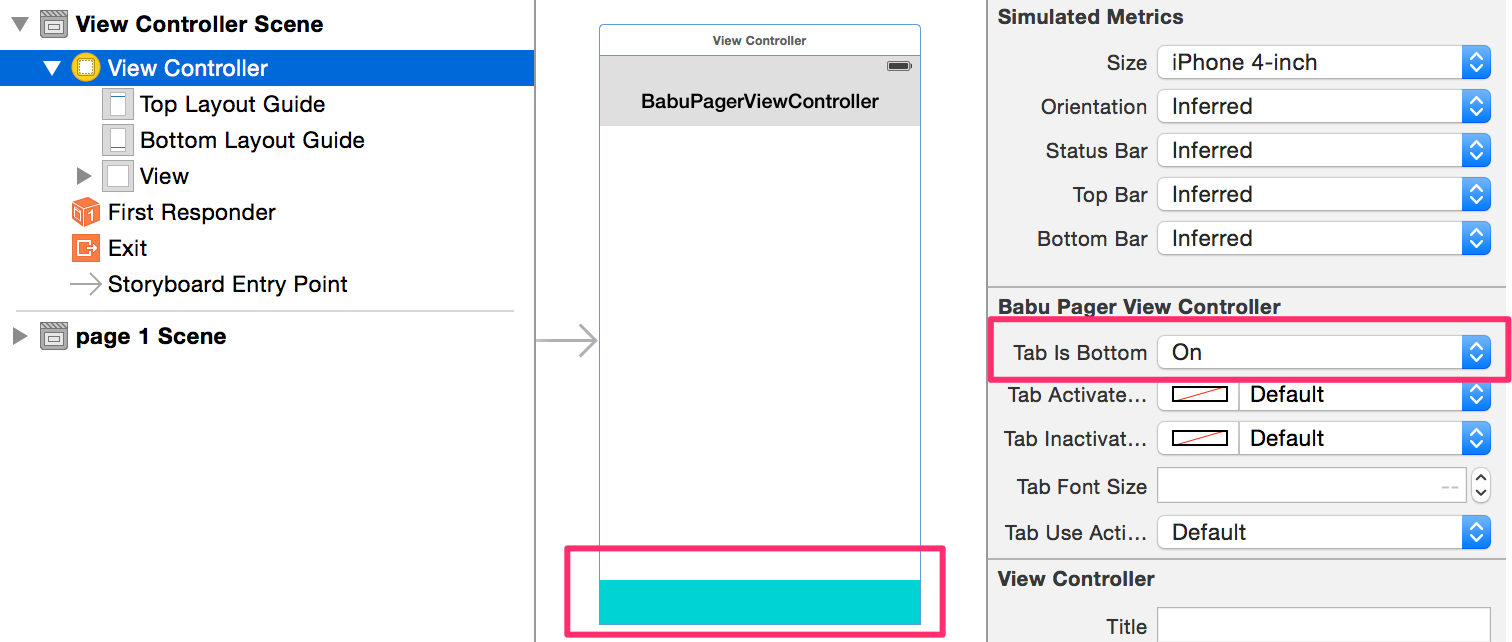 View Controller Scene
View Controller
Top Layout Guide
Bottom Layout Guide
View
First Responder
Exit
Storyboard Entry Point
page 1 Scene
View Controller
BabuPagerViewController
Simulated Metrics
Size iPhone 4-inch
Orientation Inferred
Status Bar Inferred
Top Bar Inferred
Bottom Bar Inferred
Babu Pager View Controller
Tab Is Bottom On
Tab Activate... Default
Tab Inactivat... Default
Tab Font Size --
Tab Use Acti... Default
View Controller
Title